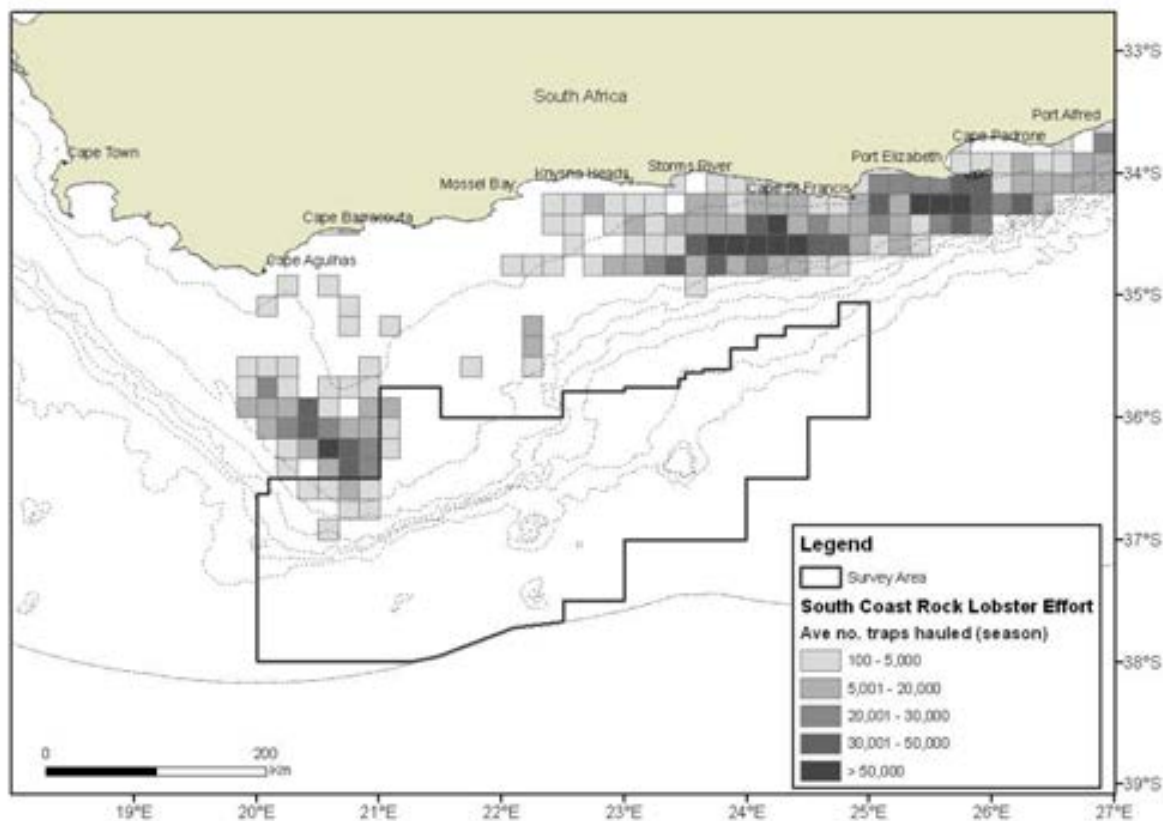 33°S
South Africa
Port Alfred
Cape Padrone
Cape Town
Port Elizabeth
Storms River
Knysna Heads
34°S
Mossel Bay
Cape St Francis
Cape Barracouta
Cape Agulhas
35°S
36°S
37°S
Legend
Survey Area
South Coast Rock Lobster Effort
Ave no. traps hauled (season)
100 - 5,000
5,001 - 20,000
20,001 - 30,000
30,001 - 50,000
> 50,000
38°S
0 200
Km
39°S
19°E 20°E 21°E 22°E 23°E 24°E 25°E 26°E 27°E